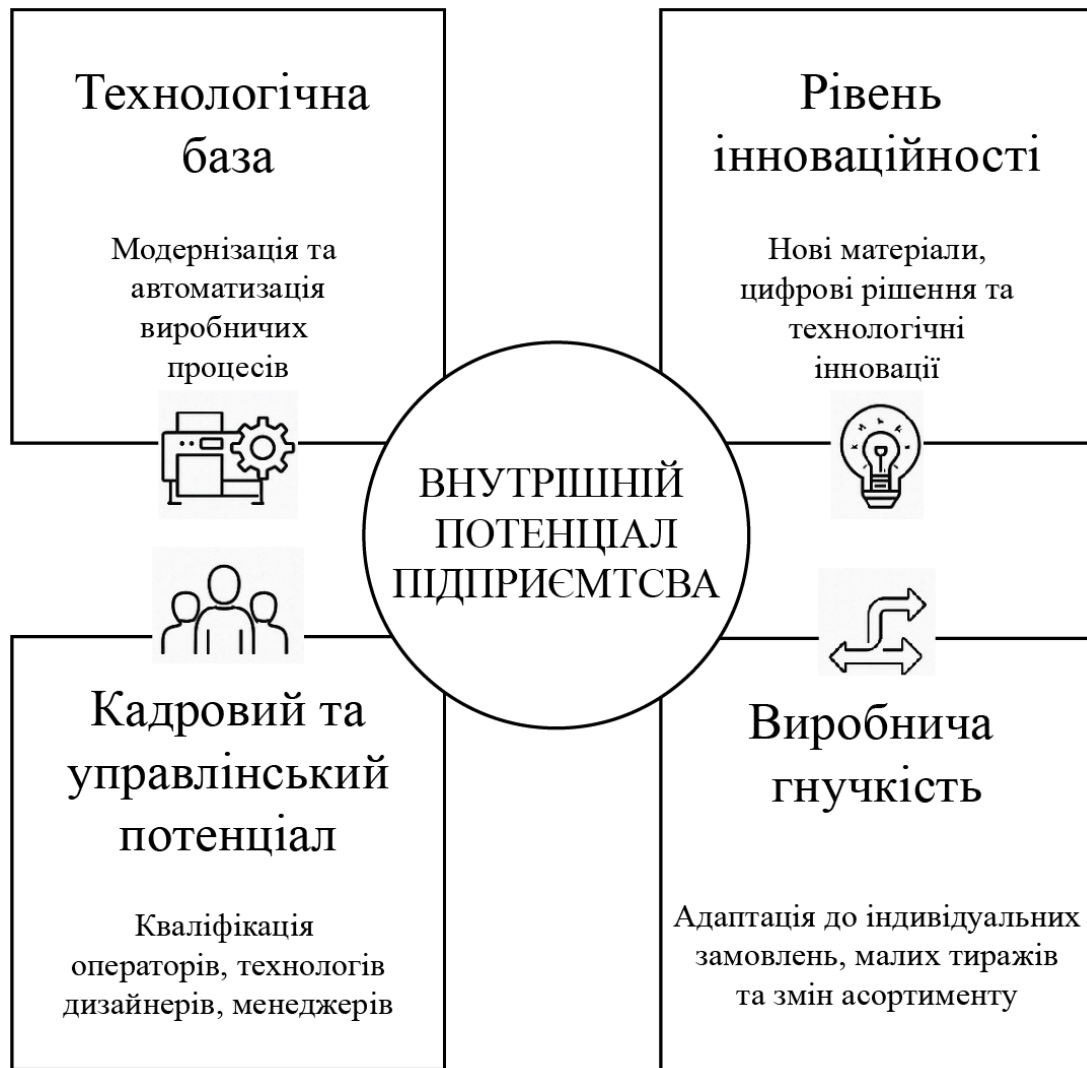 Технологічна
база
Модернізація та
автоматизація
виробничих
процесів
Рівень
інноваційності
Нові матеріали,
цифрові рішення та
технологічні
інновації
ВНУТРІШНІЙ
ПОТЕНЦІАЛ
ПІДПРИЄМТСВА
Кадровий та
управлінський
потенціал
Кваліфікація
операторів, технологів
дизайнерів, менеджерів
Виробнича
гнучкість
Адаптація до індивідуальних
замовлень, малих тиражів
та змін асортименту